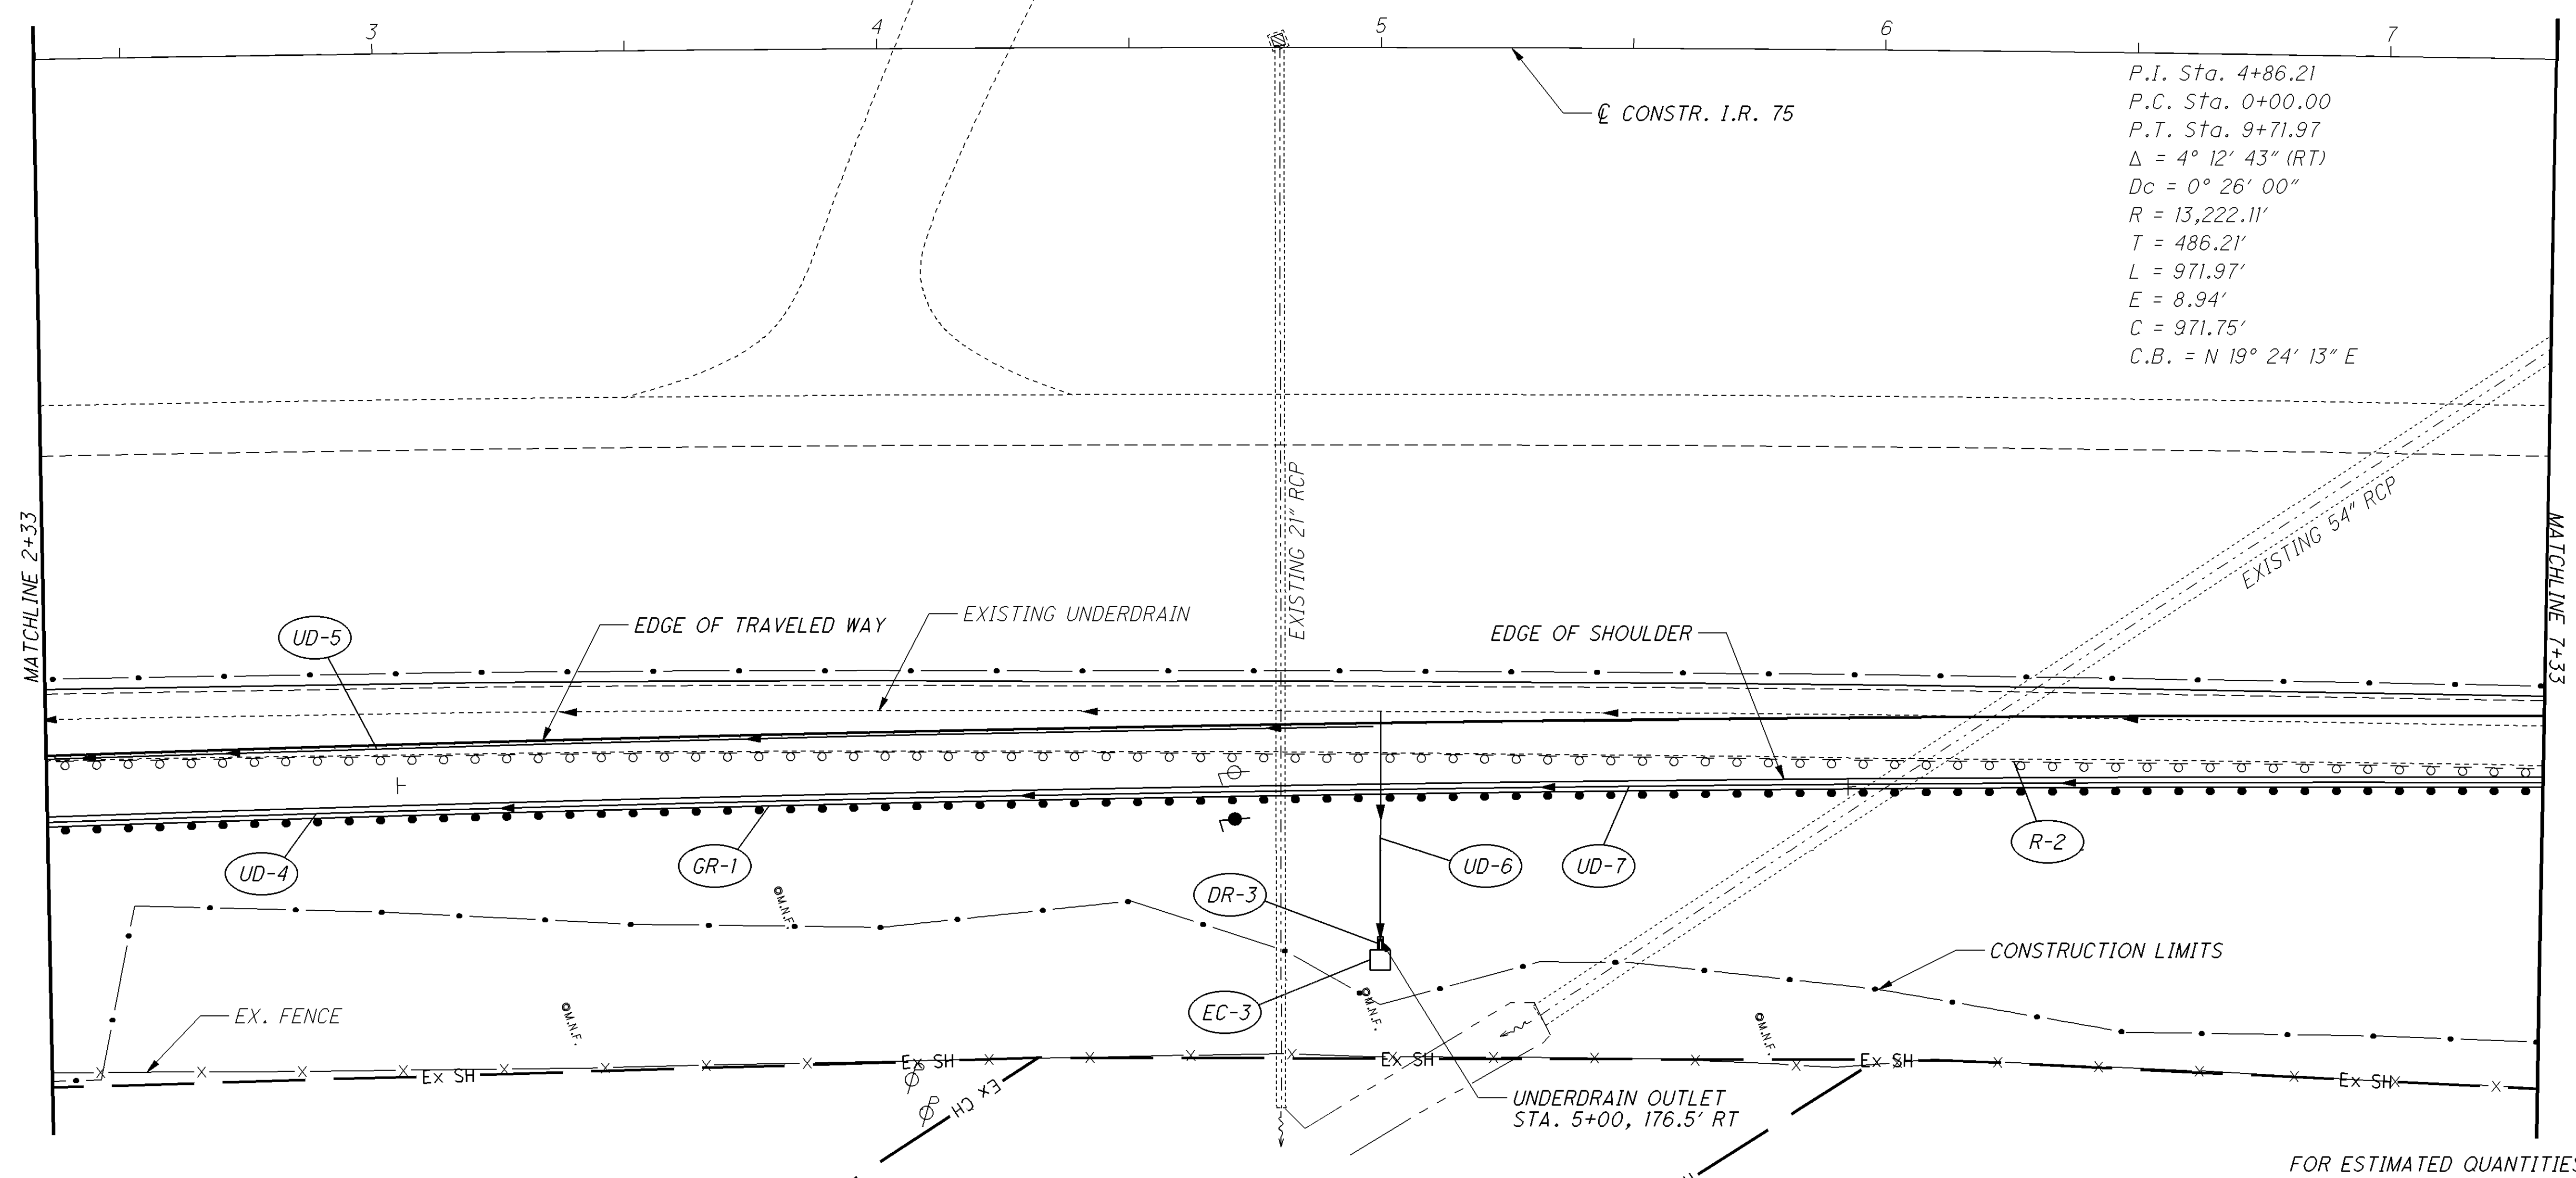 3
4
5
6
7
P.I. Sta. 4+86.21
P.C. Sta. 0+00.00
P.T. Sta. 9+71.97
Δ = 4° 12' 43" (RT)
Dc = 0° 26' 00"
R = 13,222.11'
T = 486.21'
L = 971.97'
E = 8.94'
C = 971.75'
C.B. = N 19° 24' 13" E
℄ CONSTR. I.R. 75
MATCHLINE 2+33
MATCHLINE 7+33
EXISTING 21" RCP
EXISTING 54" RCP
UD-5
EDGE OF TRAVELED WAY
EXISTING UNDERDRAIN
EDGE OF SHOULDER
UD-4
GR-1
DR-3
UD-6
UD-7
R-2
M.N.F.
CONSTRUCTION LIMITS
EC-3
EX. FENCE
M.N.F.
M.N.F.
M.N.F.
Ex SH
Ex SH
Ex SH
Ex SH
Ex SH
Ex CH
UNDERDRAIN OUTLET
STA. 5+00, 176.5' RT
FOR ESTIMATED QUANTITIES